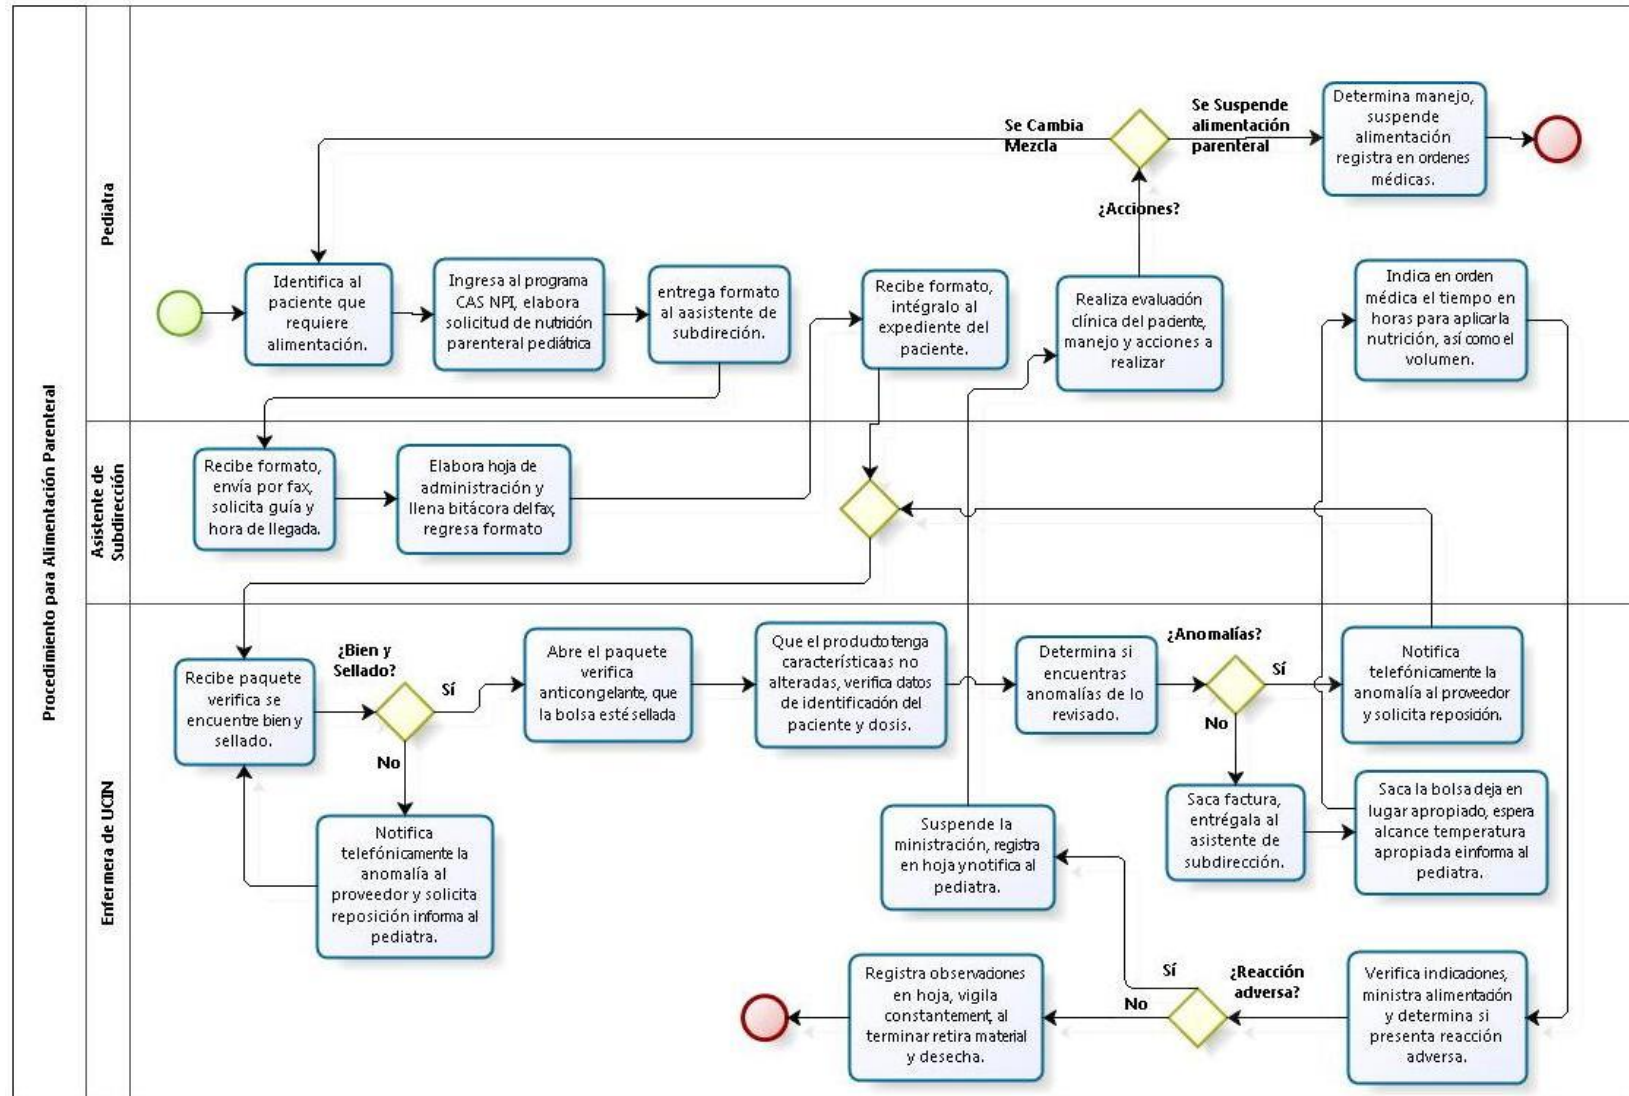 Procedimiento para Alimentación Parenteral
Pediatra
Se Cambia
Mezcla
Se Suspende
alimentación
parenteral
Determina manejo,
suspende
alimentación
registra en ordenes
médicas.
¿Acciones?
Identifica al
paciente que
requiere
alimentación.
Ingresa al programa
CAS NPI, elabora
solicitud de nutrición
parenteral pediátrica
entrega formato
al aasistente de
subdireción.
Recibe formato,
intégralo al
expediente del
paciente.
Realiza evaluación
clínica del paciente,
manejo y acciones a
realizar
Indica en orden
médica el tiempo en
horas para aplicar la
nutrición, así como el
volumen.
Asistente de
Subdirección
Recibe formato,
envía por fax,
solicita guía y
hora de llegada.
Elabora hoja de
administración y
llena bitácora del fax,
regresa formato
Enfermera de UCIN
Recibe paquete
verifica se
encuentre bien y
sellado.
¿Bien y
Sellado?
Sí
No
Notifica
telefónicamente la
anomalía al
proveedor y solicita
reposición informa al
pediatra.
Abre el paquete
verifica
anticongelante, que
la bolsa esté sellada
Que el producto tenga
característicaas no
alteradas, verifica datos
de identificación del
paciente y dosis.
Determina si
encuentras
anomalías de lo
revisado.
¿Anomalías?
Sí
No
Notifica
telefónicamente la
anomalía al proveedor
y solicita reposición.
Saca factura,
entrégala al
asistente de
subdirección.
Saca la bolsa deja en
lugar apropiado, espera
alcance temperatura
apropiada e informa al
pediatra.
Suspende la
ministración, registra
en hoja y notifica al
pediatra.
Registra observaciones
en hoja, vigila
constantement, al
terminar retira material
y desecha.
Sí
No
¿Reacción
adversa?
Verifica indicaciones,
ministra alimentación
y determina si
presenta reacción
adversa.